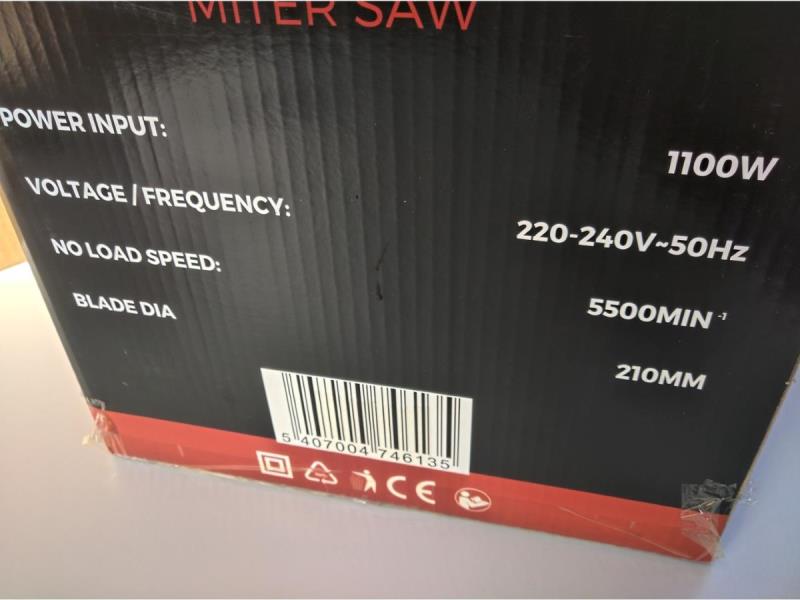 MITER SAW
POWER INPUT: 1100W
VOLTAGE / FREQUENCY: 220-240V~50Hz
NO LOAD SPEED: 5500MIN⁻¹
BLADE DIA 210MM
5 407004 746135
CE